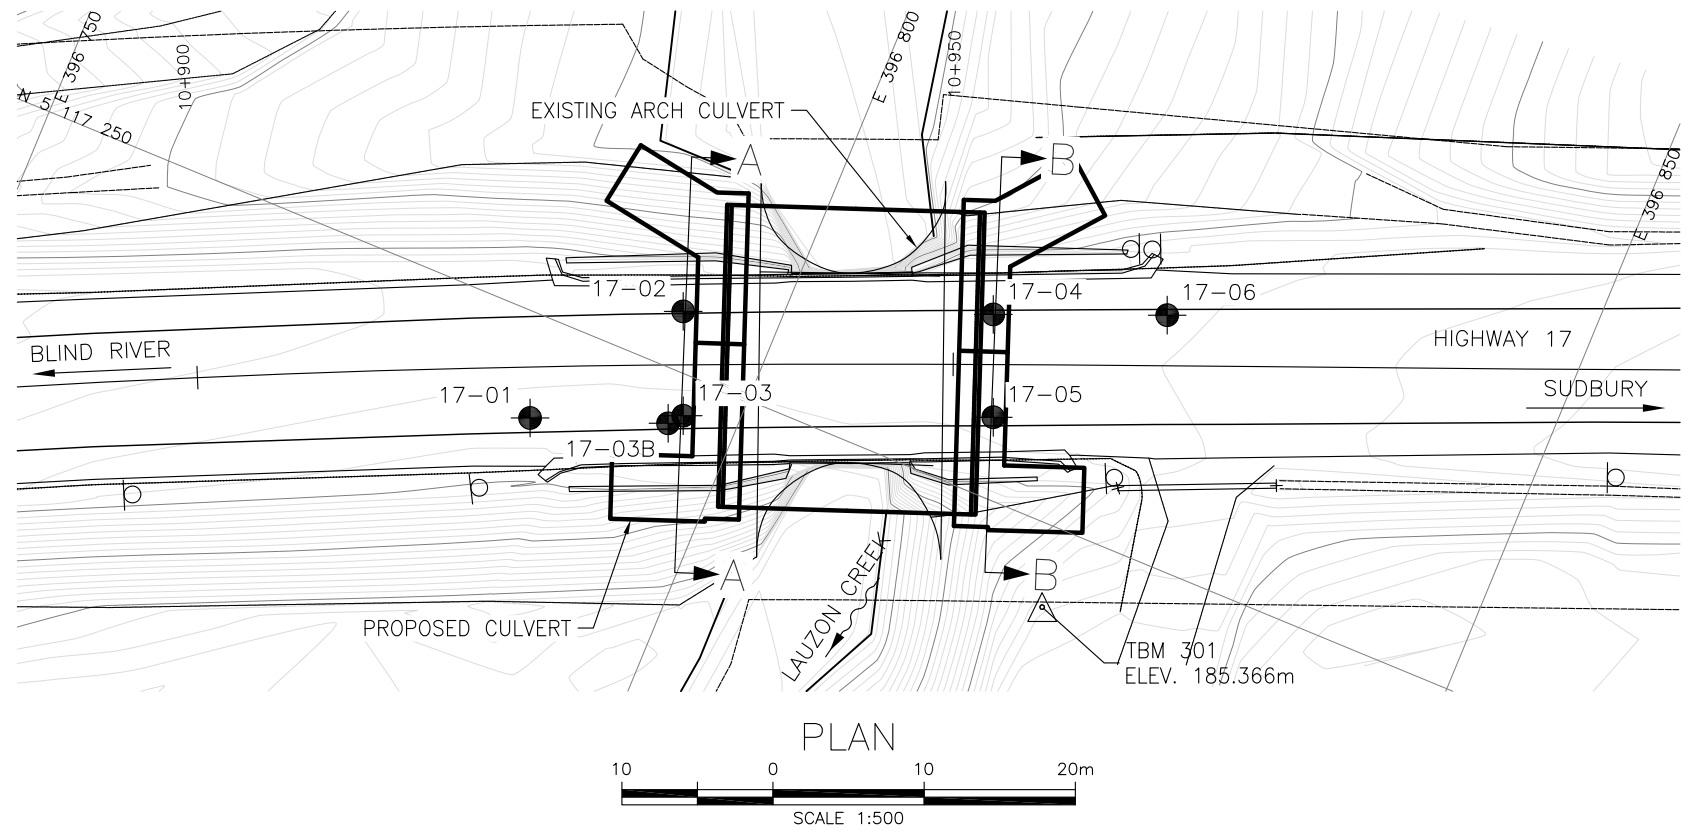 E 396 750
10+900
E 396 800
10+950
N 5 117 250
EXISTING ARCH CULVERT
A
B
E 396 850
17-02
17-04
17-06
BLIND RIVER
HIGHWAY 17
17-01
17-03
17-05
SUDBURY
17-03B
A
B
LAUZON CREEK
PROPOSED CULVERT
TBM 301
ELEV. 185.366m
PLAN
10 0 10 20m
SCALE 1:500